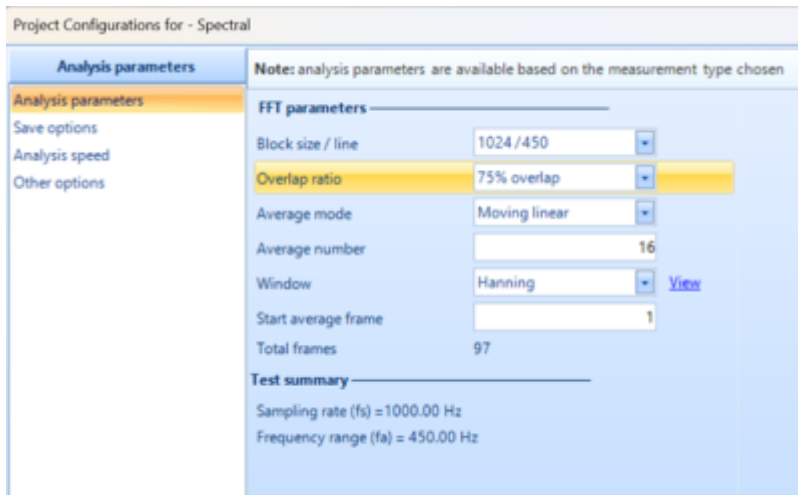 Project Configurations for - Spectral
Analysis parameters
Note: analysis parameters are available based on the measurement type chosen
Analysis parameters
Save options
Analysis speed
Other options
FFT parameters
Block size / line 1024 /450
Overlap ratio 75% overlap
Average mode Moving linear
Average number 16
Window Hanning View
Start average frame 1
Total frames 97
Test summary
Sampling rate (fs) =1000.00 Hz
Frequency range (fa) = 450.00 Hz